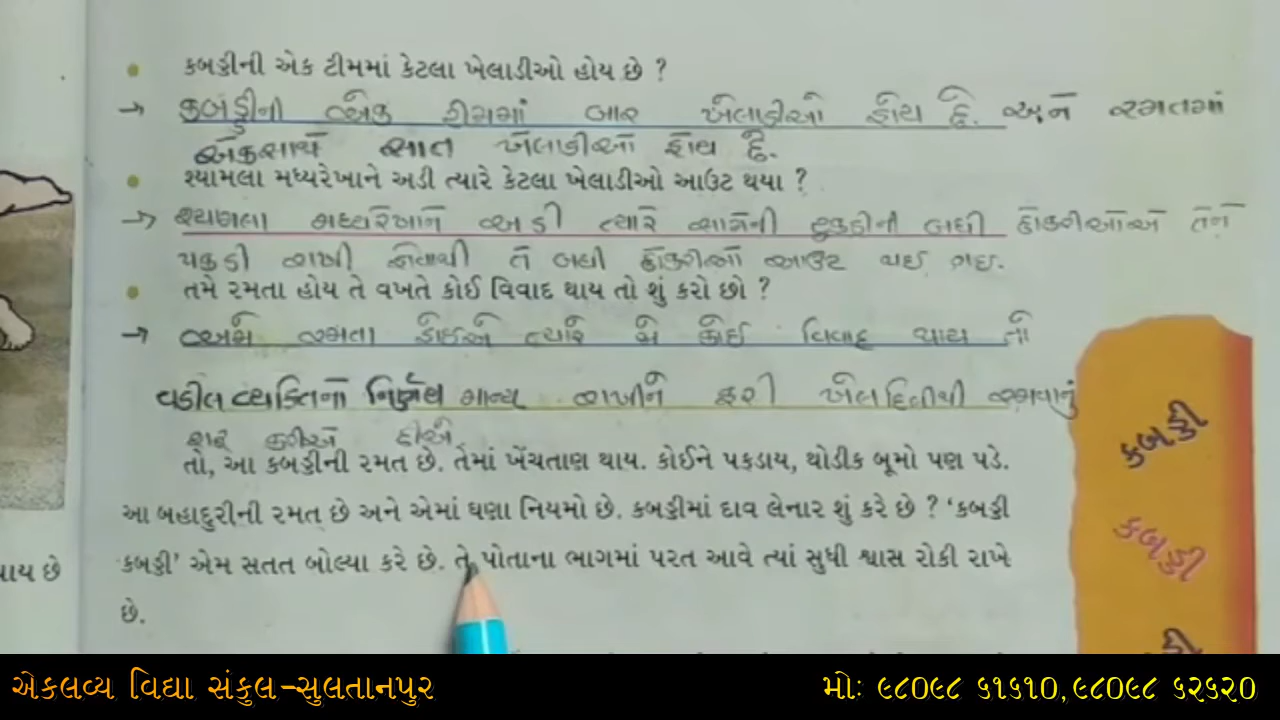 કબડ્ડીની એક ટીમમાં કેટલા ખેલાડીઓ હોય છે ?
→ કબડ્ડીની એક ટીમમાં બાર ખેલાડીઓ હોય છે. અને રમતમાં
એકસાથે સાત ખેલાડીઓ હોય છે.
શ્યામલા મધ્યરેખાને અડી ત્યારે કેટલા ખેલાડીઓ આઉટ થયા ?
→ શ્યામલા મધ્યરેખાને અડી ત્યારે સામેની ટુકડીની બધી છોકરીઓએ તેને
પકડી રાખી હોવાથી તે બધી છોકરીઓ આઉટ થઈ ગઇ.
તમે રમતા હોય તે વખતે કોઈ વિવાદ થાય તો શું કરો છો ?
→ અમે રમતા હોઈએ ત્યારે જો કોઈ વિવાદ થાય તો
વડીલ વ્યક્તિનો નિર્ણય માન્ય રાખીને ફરી ખેલદિલીથી રમવાનું
શરૂ કરીએ છીએ.
તો, આ કબડ્ડીની રમત છે. તેમાં ખેંચતાણ થાય. કોઈને પકડાય, થોડીક બૂમો પણ પડે.
આ બહાદુરીની રમત છે અને એમાં ઘણા નિયમો છે. કબડ્ડીમાં દાવ લેનાર શું કરે છે ? ‘કબડ્ડી
કબડ્ડી’ એમ સતત બોલ્યા કરે છે. તે પોતાના ભાગમાં પરત આવે ત્યાં સુધી શ્વાસ રોકી રાખે
છે.
થાય છે
કબડ્ડી
કબડ્ડી
એકલવ્ય વિદ્યા સંકુલ-સુલતાનપુર
મોઃ ૯૮૦૯૮ ૬૧૬૧૦,૯૮૦૯૮ ૬૨૬૨૦